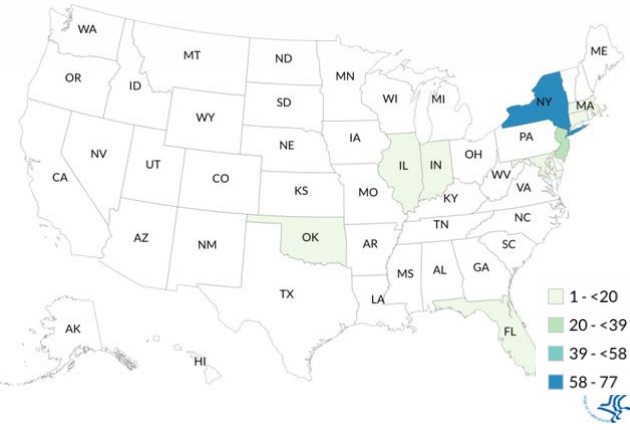 WA
MT
ND
ME
OR
ID
MN
WI
MI
NY
MA
SD
WY
IA
PA
NV
UT
NE
IL
IN
OH
CA
CO
KS
MO
WV
VA
KY
AZ
NM
OK
AR
TN
NC
SC
MS
AL
GA
TX
LA
FL
AK
HI
1 - <20
20 - <39
39 - <58
58 - 77